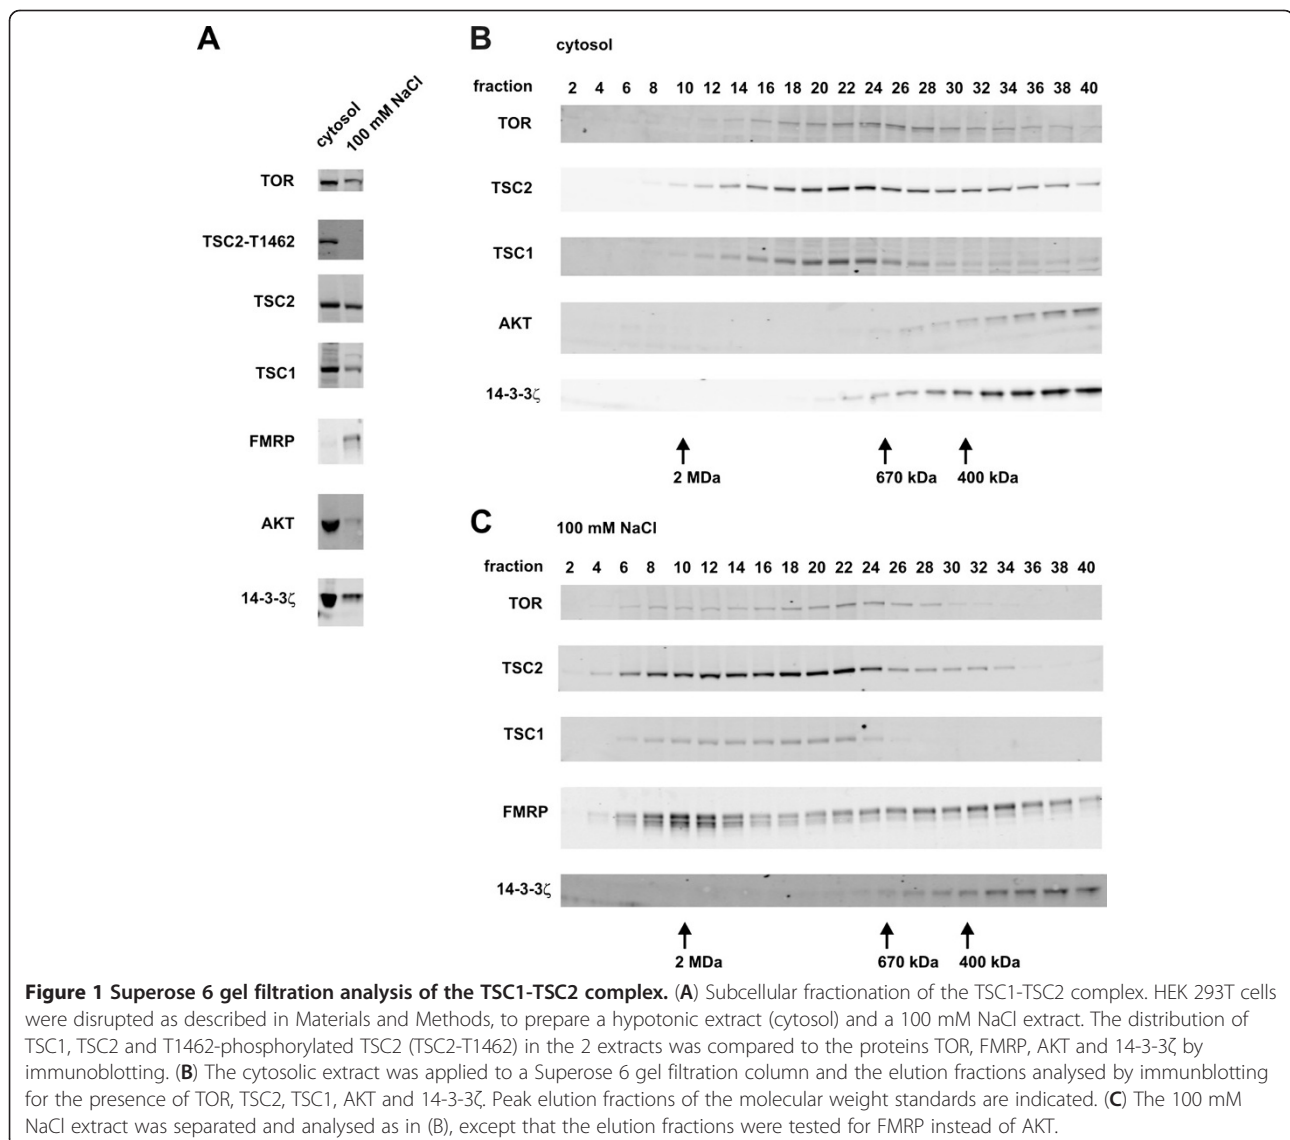 A
cytosol
100 mM NaCl
TOR
TSC2-T1462
TSC2
TSC1
FMRP
AKT
14-3-3ζ
B
cytosol
fraction 2 4 6 8 10 12 14 16 18 20 22 24 26 28 30 32 34 36 38 40
TOR
TSC2
TSC1
AKT
14-3-3ζ
2 MDa 670 kDa 400 kDa
C
100 mM NaCl
fraction 2 4 6 8 10 12 14 16 18 20 22 24 26 28 30 32 34 36 38 40
TOR
TSC2
TSC1
FMRP
14-3-3ζ
2 MDa 670 kDa 400 kDa
Figure 1 Superose 6 gel filtration analysis of the TSC1-TSC2 complex. (A) Subcellular fractionation of the TSC1-TSC2 complex. HEK 293T cells
were disrupted as described in Materials and Methods, to prepare a hypotonic extract (cytosol) and a 100 mM NaCl extract. The distribution of
TSC1, TSC2 and T1462-phosphorylated TSC2 (TSC2-T1462) in the 2 extracts was compared to the proteins TOR, FMRP, AKT and 14-3-3ζ by
immunoblotting. (B) The cytosolic extract was applied to a Superose 6 gel filtration column and the elution fractions analysed by immunblotting
for the presence of TOR, TSC2, TSC1, AKT and 14-3-3ζ. Peak elution fractions of the molecular weight standards are indicated. (C) The 100 mM
NaCl extract was separated and analysed as in (B), except that the elution fractions were tested for FMRP instead of AKT.